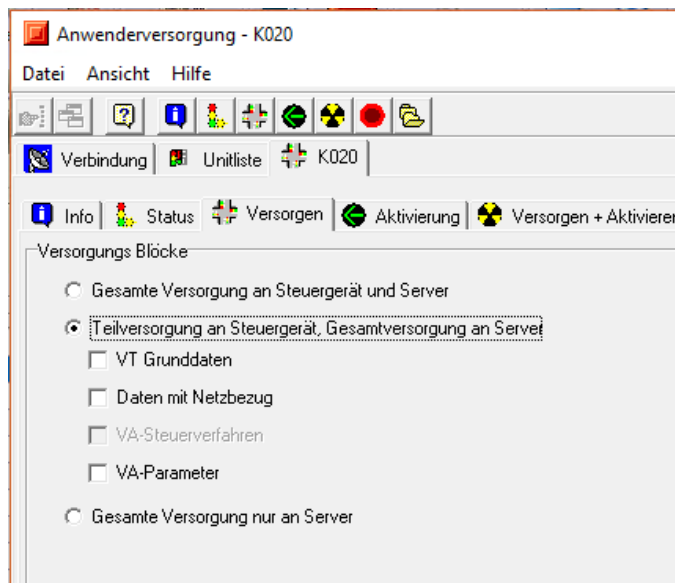 Anwenderversorgung - K020
Datei Ansicht Hilfe
Verbindung Unitliste K020
Info Status Versorgen Aktivierung Versorgen + Aktivieren
Versorgungs Blöcke
Gesamte Versorgung an Steuergerät und Server
Teilversorgung an Steuergerät, Gesamtversorgung an Server
VT Grunddaten
Daten mit Netzbezug
VA-Steuerverfahren
VA-Parameter
Gesamte Versorgung nur an Server